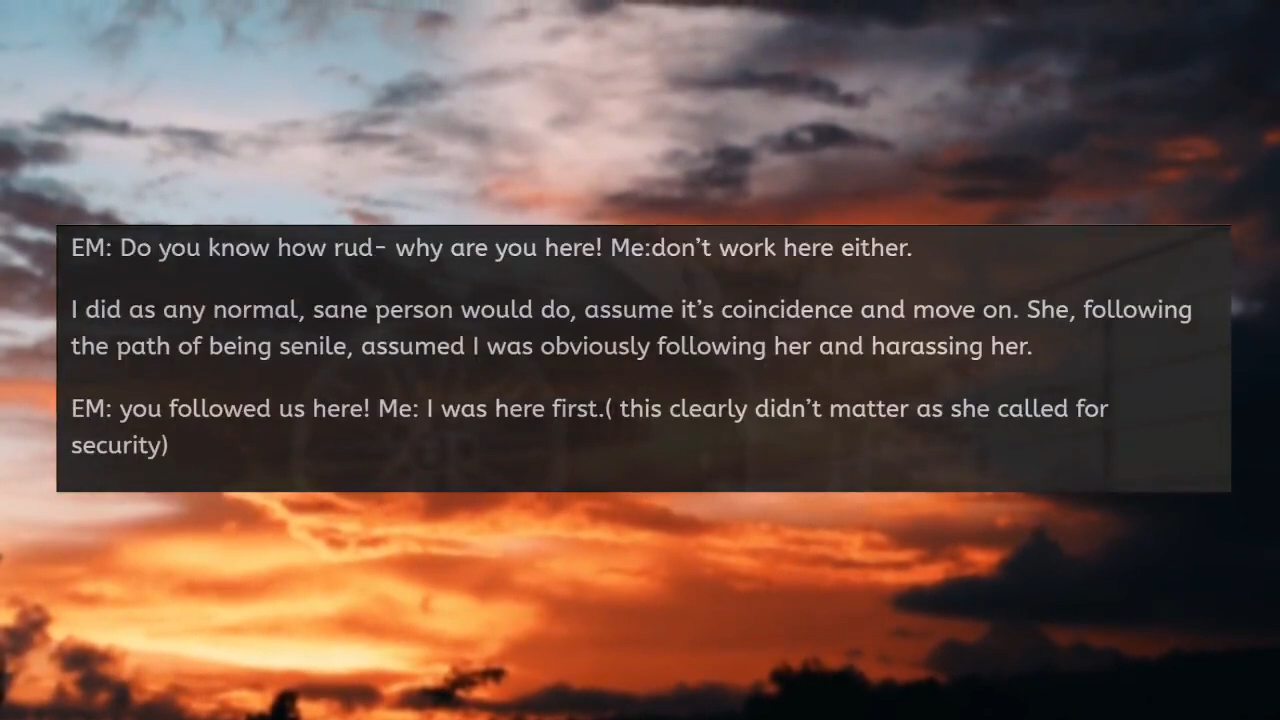 EM: Do you know how rud- why are you here! Me:don’t work here either.
I did as any normal, sane person would do, assume it’s coincidence and move on. She, following
the path of being senile, assumed I was obviously following her and harassing her.
EM: you followed us here! Me: I was here first.( this clearly didn’t matter as she called for
security)